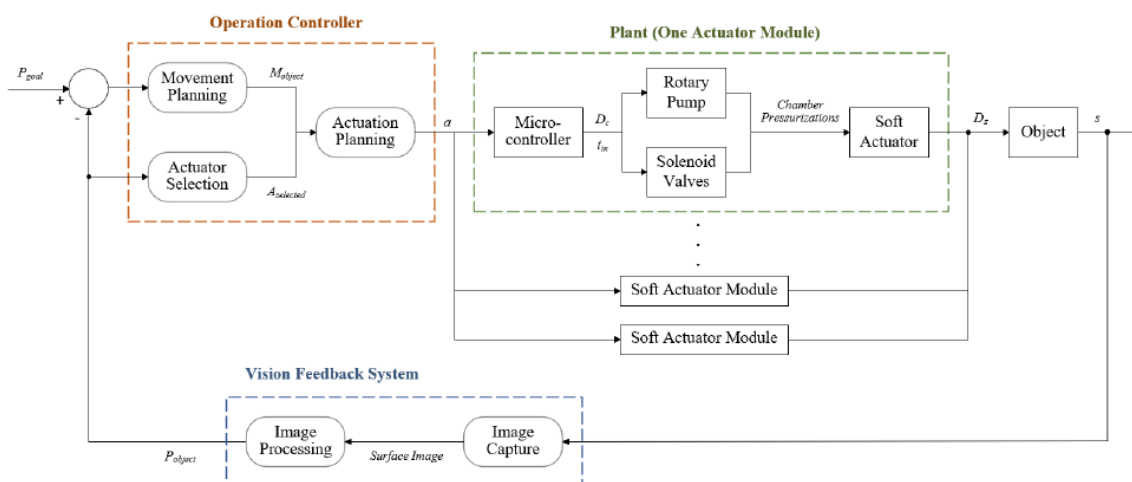 Operation Controller
Plant (One Actuator Module)
P_goal
+
-
Movement
Planning
M_object
Actuator
Selection
A_selected
Actuation
Planning
a
Micro-
controller
D_c
t_in
Rotary
Pump
Solenoid
Valves
Chamber
Pressurizations
Soft
Actuator
D_z
Object
s
Soft Actuator Module
Soft Actuator Module
Vision Feedback System
P_object
Image
Processing
Surface Image
Image
Capture